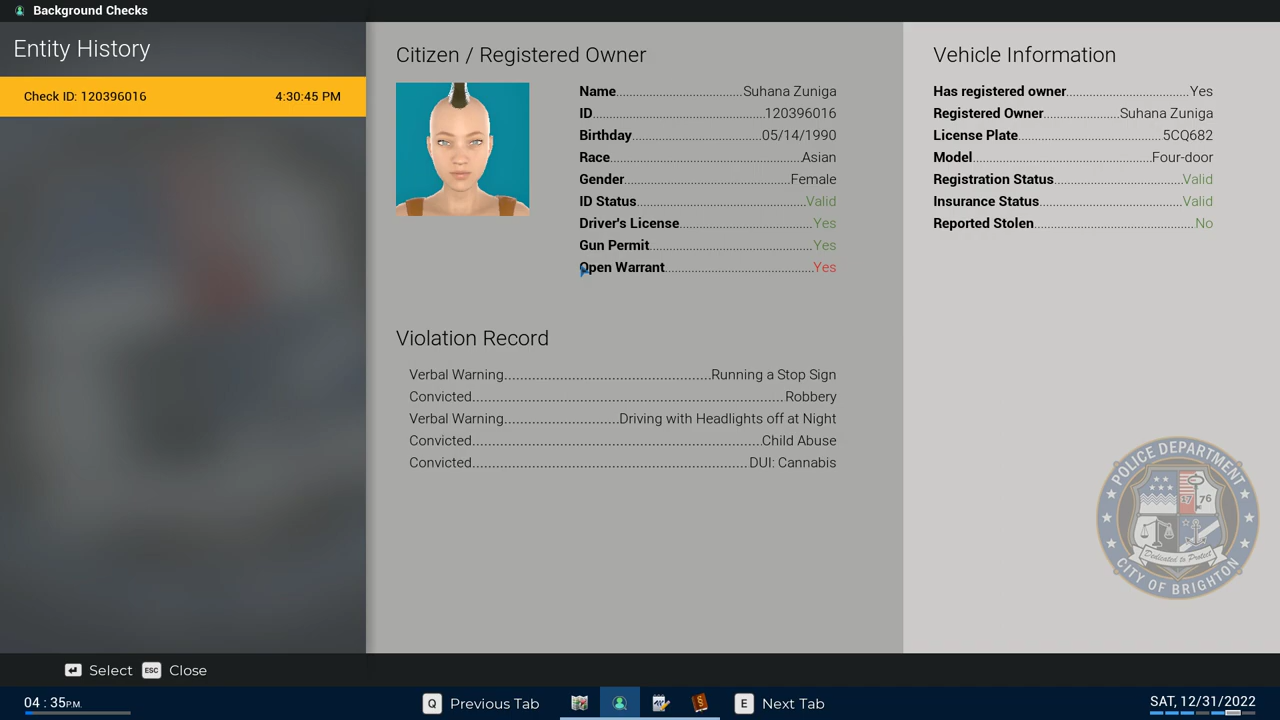 Background Checks
Entity History
Check ID: 120396016 4:30:45 PM
Citizen / Registered Owner
Name Suhana Zuniga
ID 120396016
Birthday 05/14/1990
Race Asian
Gender Female
ID Status Valid
Driver's License Yes
Gun Permit Yes
Open Warrant Yes
Violation Record
Verbal Warning Running a Stop Sign
Convicted Robbery
Verbal Warning Driving with Headlights off at Night
Convicted Child Abuse
Convicted DUI: Cannabis
Vehicle Information
Has registered owner Yes
Registered Owner Suhana Zuniga
License Plate 5CQ682
Model Four-door
Registration Status Valid
Insurance Status Valid
Reported Stolen No
POLICE DEPARTMENT
17 76
Dedicated to Protect
CITY OF BRIGHTON
Select ESC Close
04 : 35 P.M.
Q Previous Tab E Next Tab
SAT, 12/31/2022